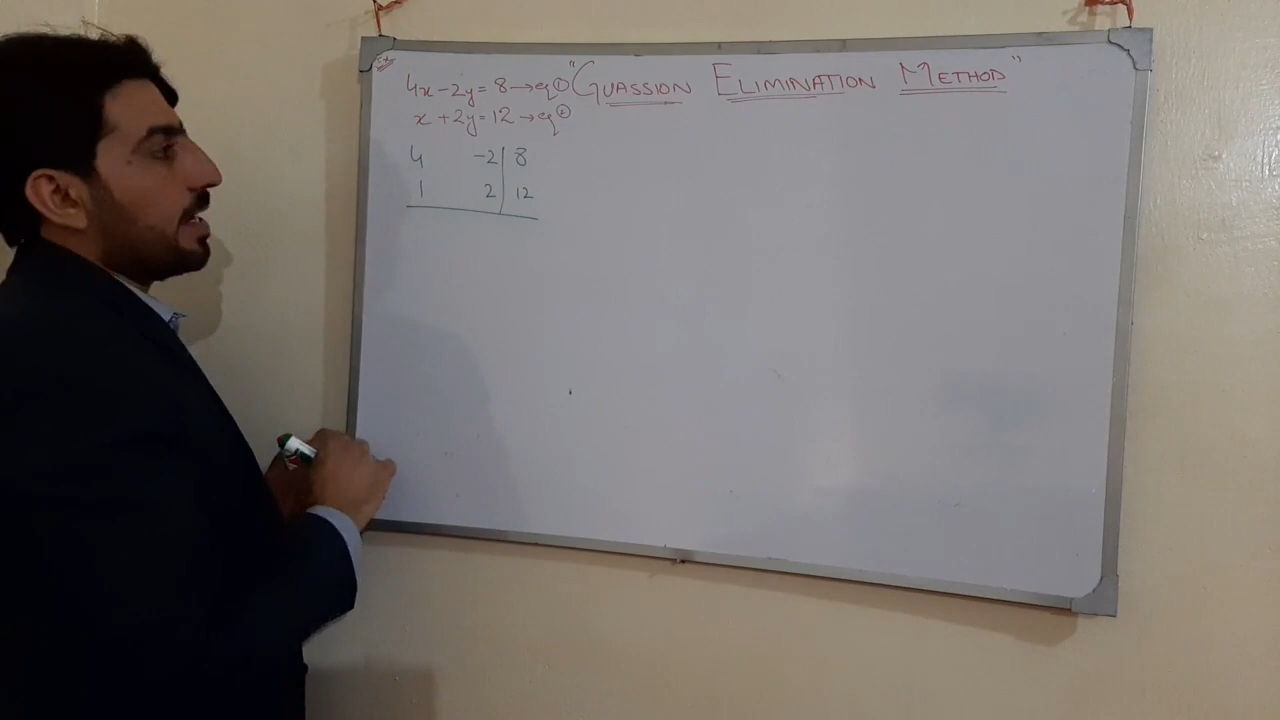 "GUASSION ELIMINATION METHOD"
4x-2y=8→eq①
x+2y=12→eq②
4 -2|8
1 2|12